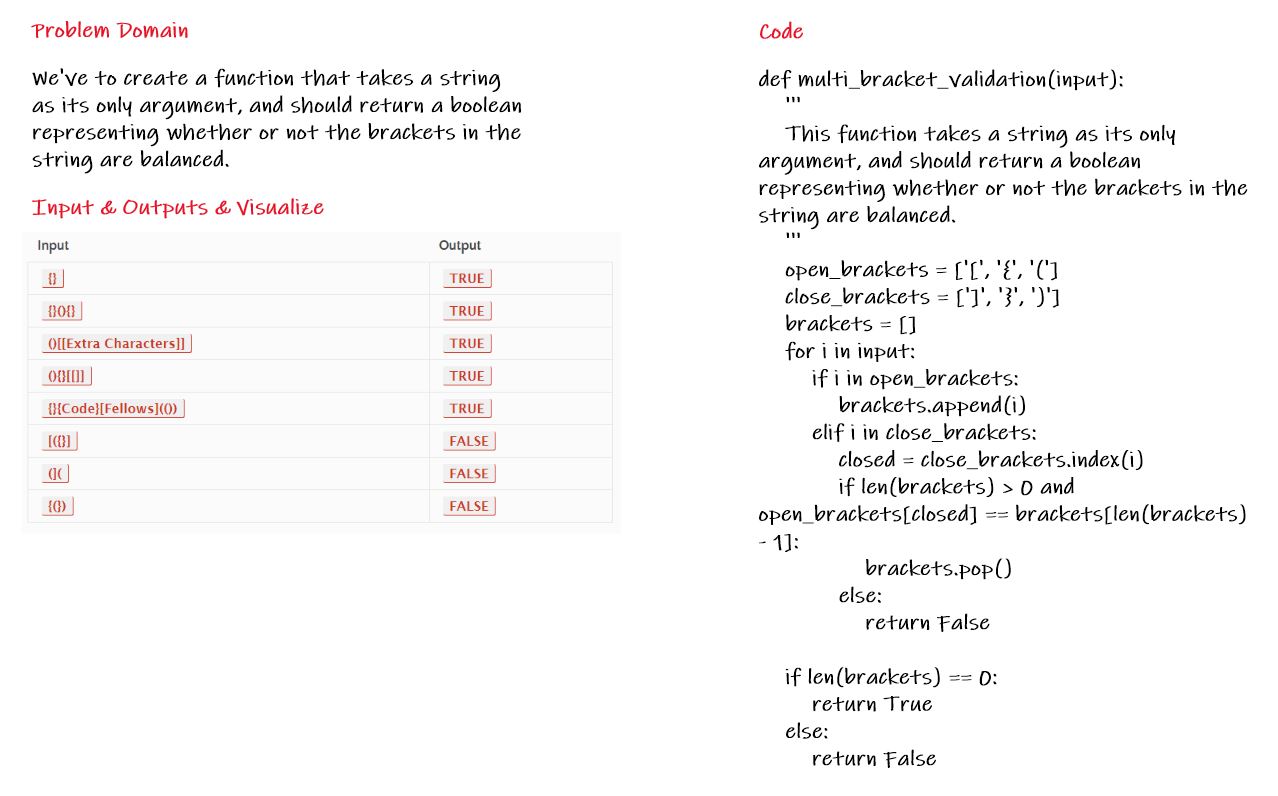 Problem Domain
We've to create a function that takes a string
as its only argument, and should return a boolean
representing whether or not the brackets in the
string are balanced.
Input & Outputs & Visualize
Input Output
{} TRUE
{}(){} TRUE
()[[Extra Characters]] TRUE
(){}[[]] TRUE
{}{Code}[Fellows](()) TRUE
[({}] FALSE
(]( FALSE
{(}) FALSE
Code
def multi_bracket_validation(input):
'''
This function takes a string as its only
argument, and should return a boolean
representing whether or not the brackets in the
string are balanced.
'''
open_brackets = ['[', '{', '(']
close_brackets = [']', '}', ')']
brackets = []
for i in input:
if i in open_brackets:
brackets.append(i)
elif i in close_brackets:
closed = close_brackets.index(i)
if len(brackets) > 0 and
open_brackets[closed] == brackets[len(brackets)
- 1]:
brackets.pop()
else:
return False
if len(brackets) == 0:
return True
else:
return False